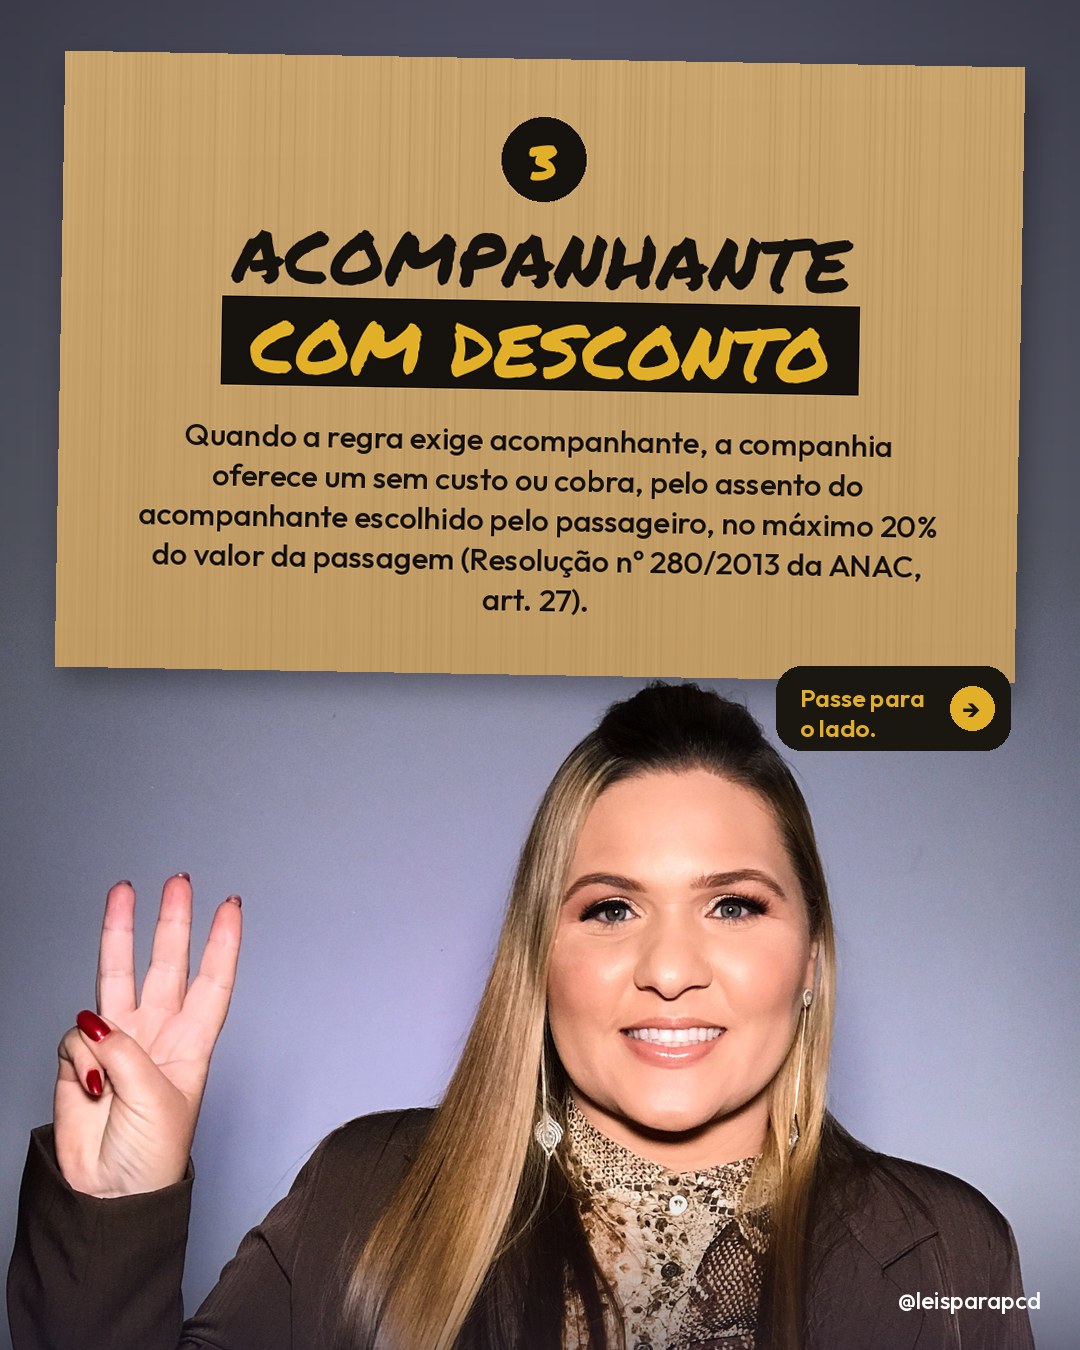 3
ACOMPANHANTE
COM DESCONTO
Quando a regra exige acompanhante, a companhia
oferece um sem custo ou cobra, pelo assento do
acompanhante escolhido pelo passageiro, no máximo 20%
do valor da passagem (Resolução nº 280/2013 da ANAC,
art. 27).
Passe para
o lado.
@leisparapcd